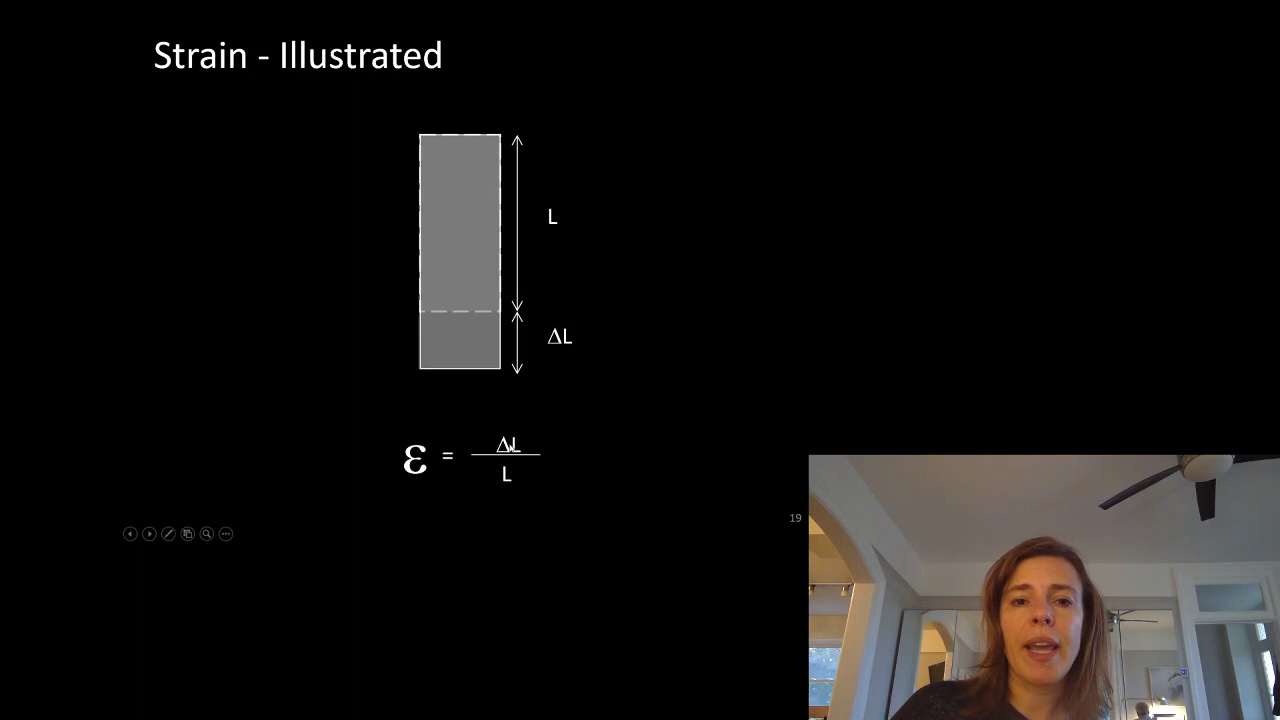 Strain - Illustrated
L
ΔL
ε = ΔL
L
19